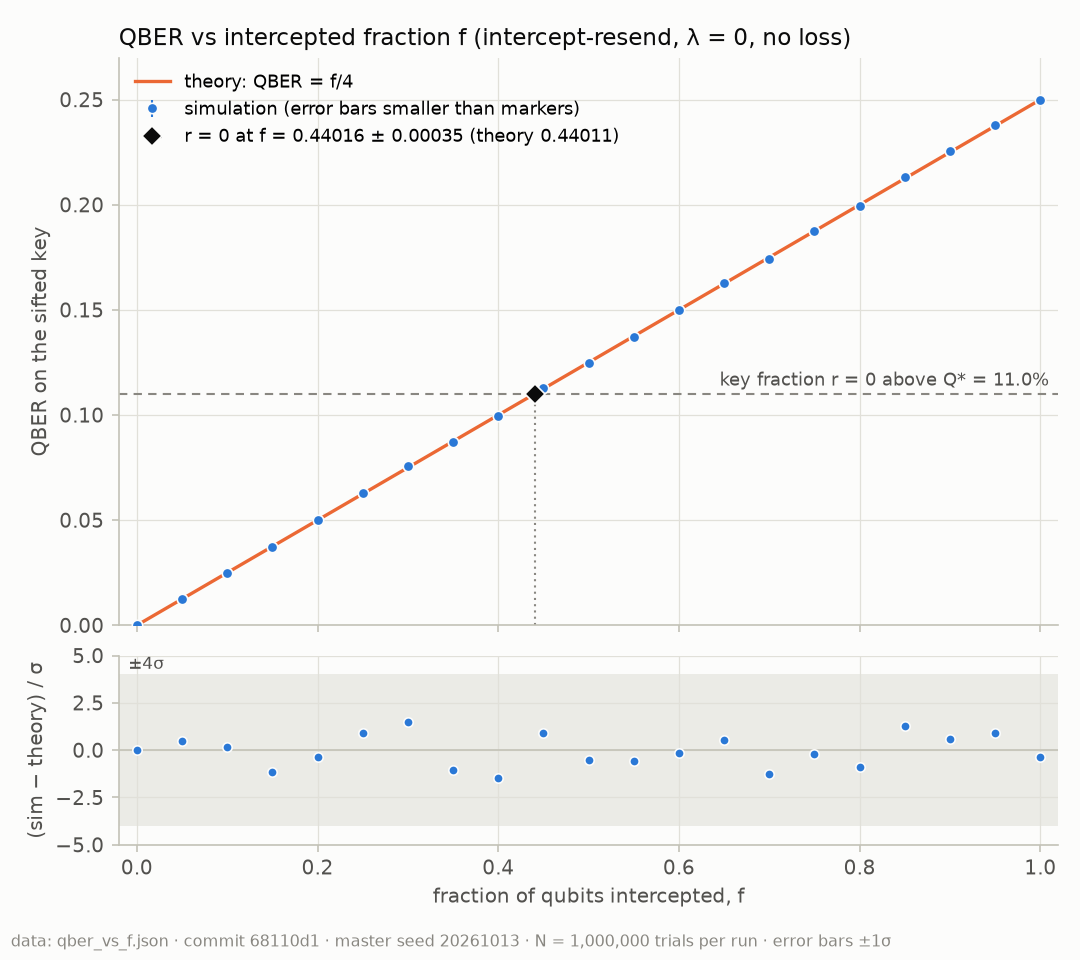 QBER vs intercepted fraction f (intercept-resend, λ = 0, no loss)
theory: QBER = f/4
simulation (error bars smaller than markers)
r = 0 at f = 0.44016 ± 0.00035 (theory 0.44011)
key fraction r = 0 above Q* = 11.0%
QBER on the sifted key
0.25
0.20
0.15
0.10
0.05
0.00
±4σ
(sim − theory) / σ
5.0
2.5
0.0
−2.5
−5.0
0.0 0.2 0.4 0.6 0.8 1.0
fraction of qubits intercepted, f
data: qber_vs_f.json · commit 68110d1 · master seed 20261013 · N = 1,000,000 trials per run · error bars ±1σ